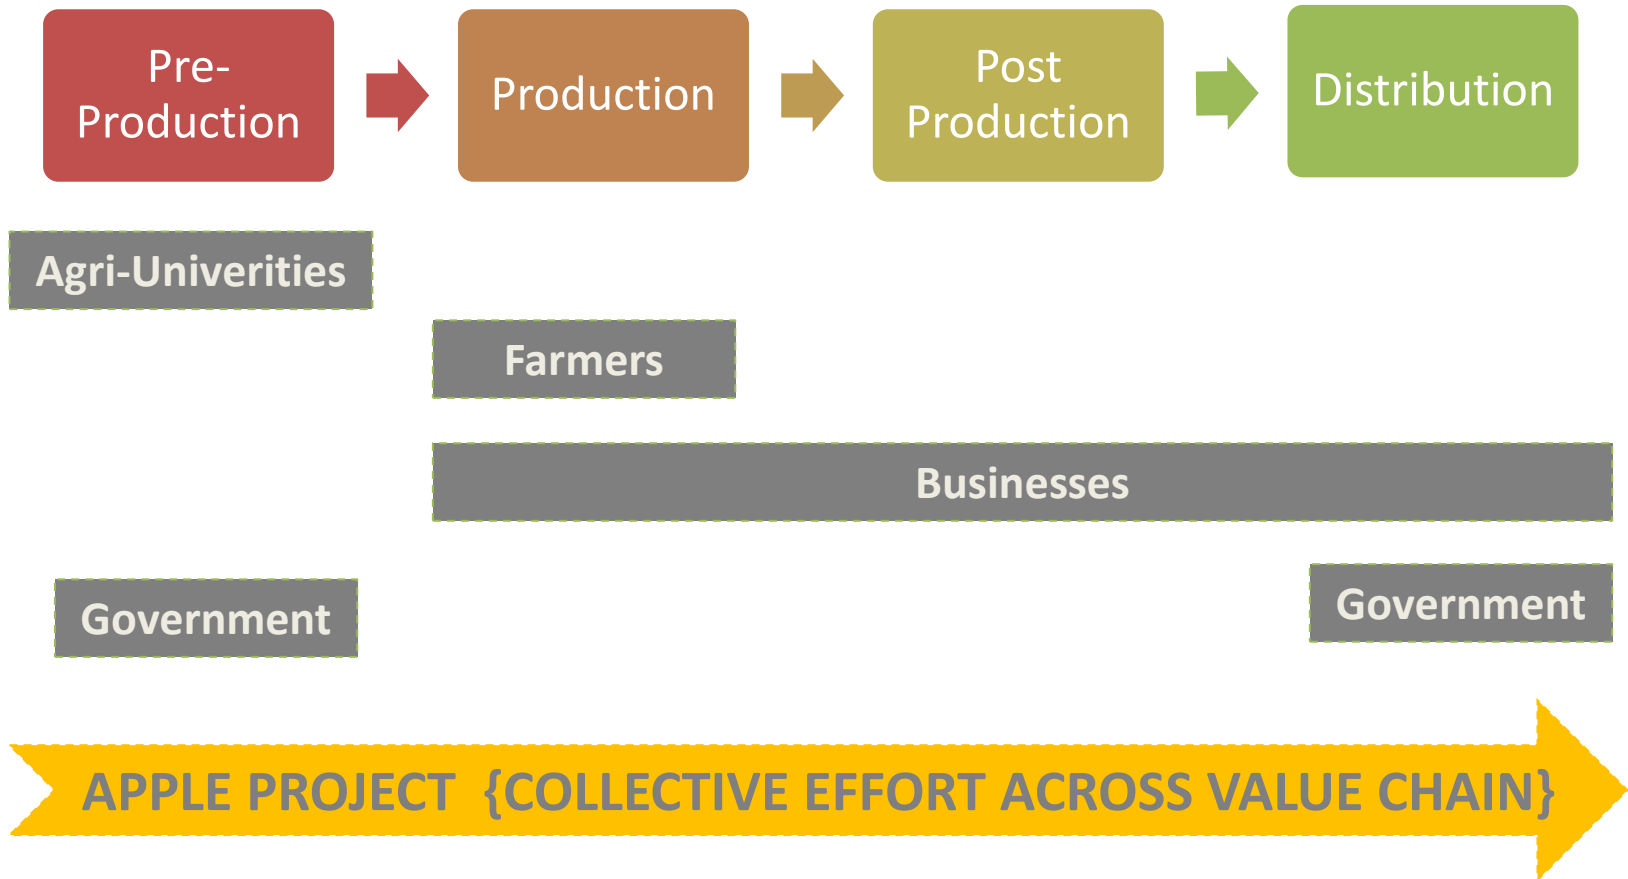 Pre-
Production
Production
Post
Production
Distribution
Agri-Univerities
Farmers
Businesses
Government
Government
APPLE PROJECT {COLLECTIVE EFFORT ACROSS VALUE CHAIN}